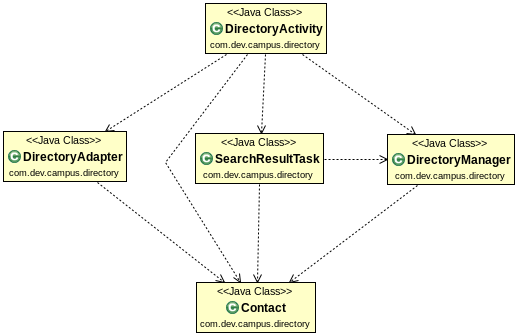 <<Java Class>>
C DirectoryActivity
com.dev.campus.directory
<<Java Class>>
C DirectoryAdapter
com.dev.campus.directory
<<Java Class>>
C SearchResultTask
com.dev.campus.directory
<<Java Class>>
C DirectoryManager
com.dev.campus.directory
<<Java Class>>
C Contact
com.dev.campus.directory